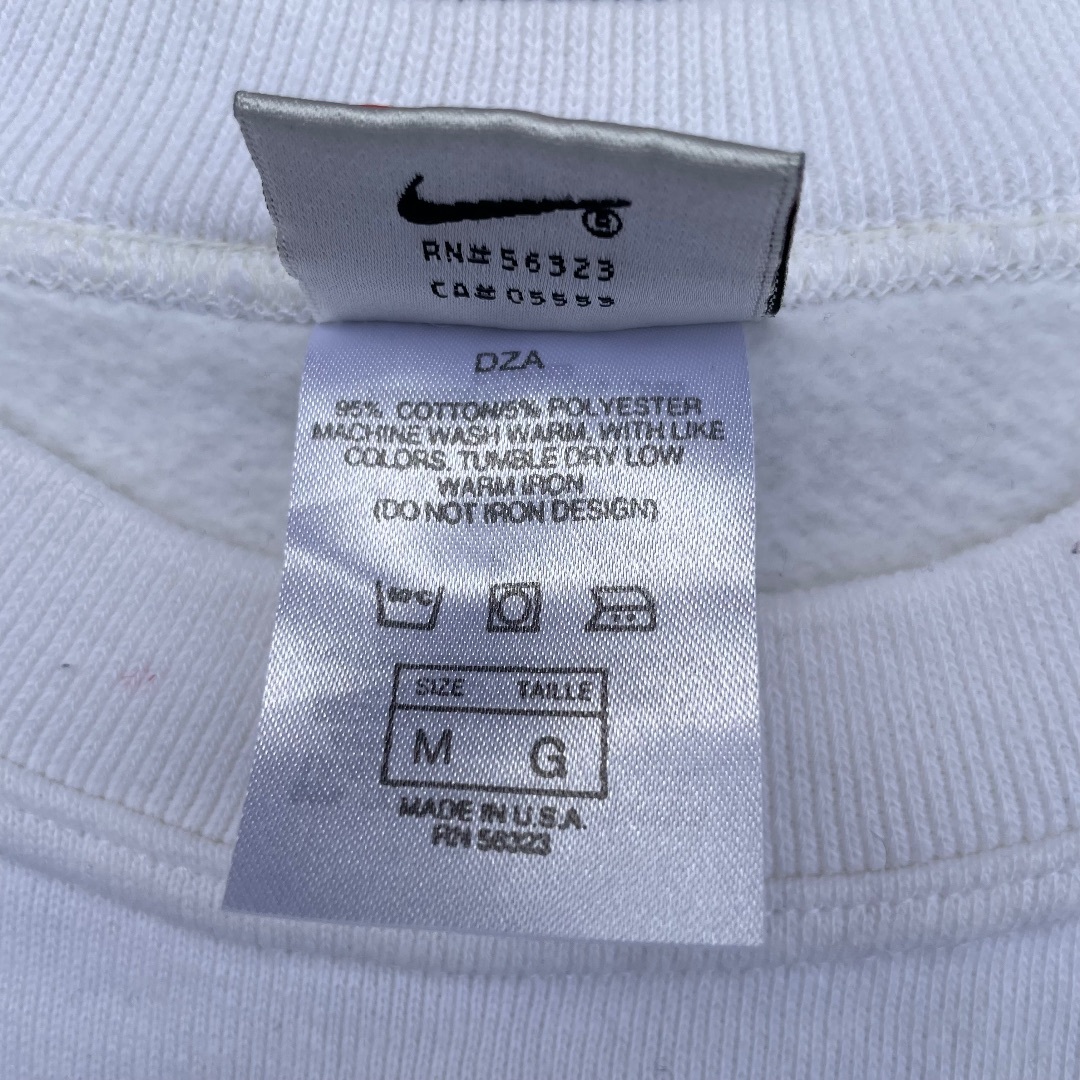 RN#56323
CA#05553
DZA
95% COTTON/5% POLYESTER
MACHINE WASH WARM, WITH LIKE
COLORS, TUMBLE DRY LOW
WARM IRON
(DO NOT IRON DESIGN)
SIZE TAILLE
M G
MADE IN U.S.A.
RN 56323